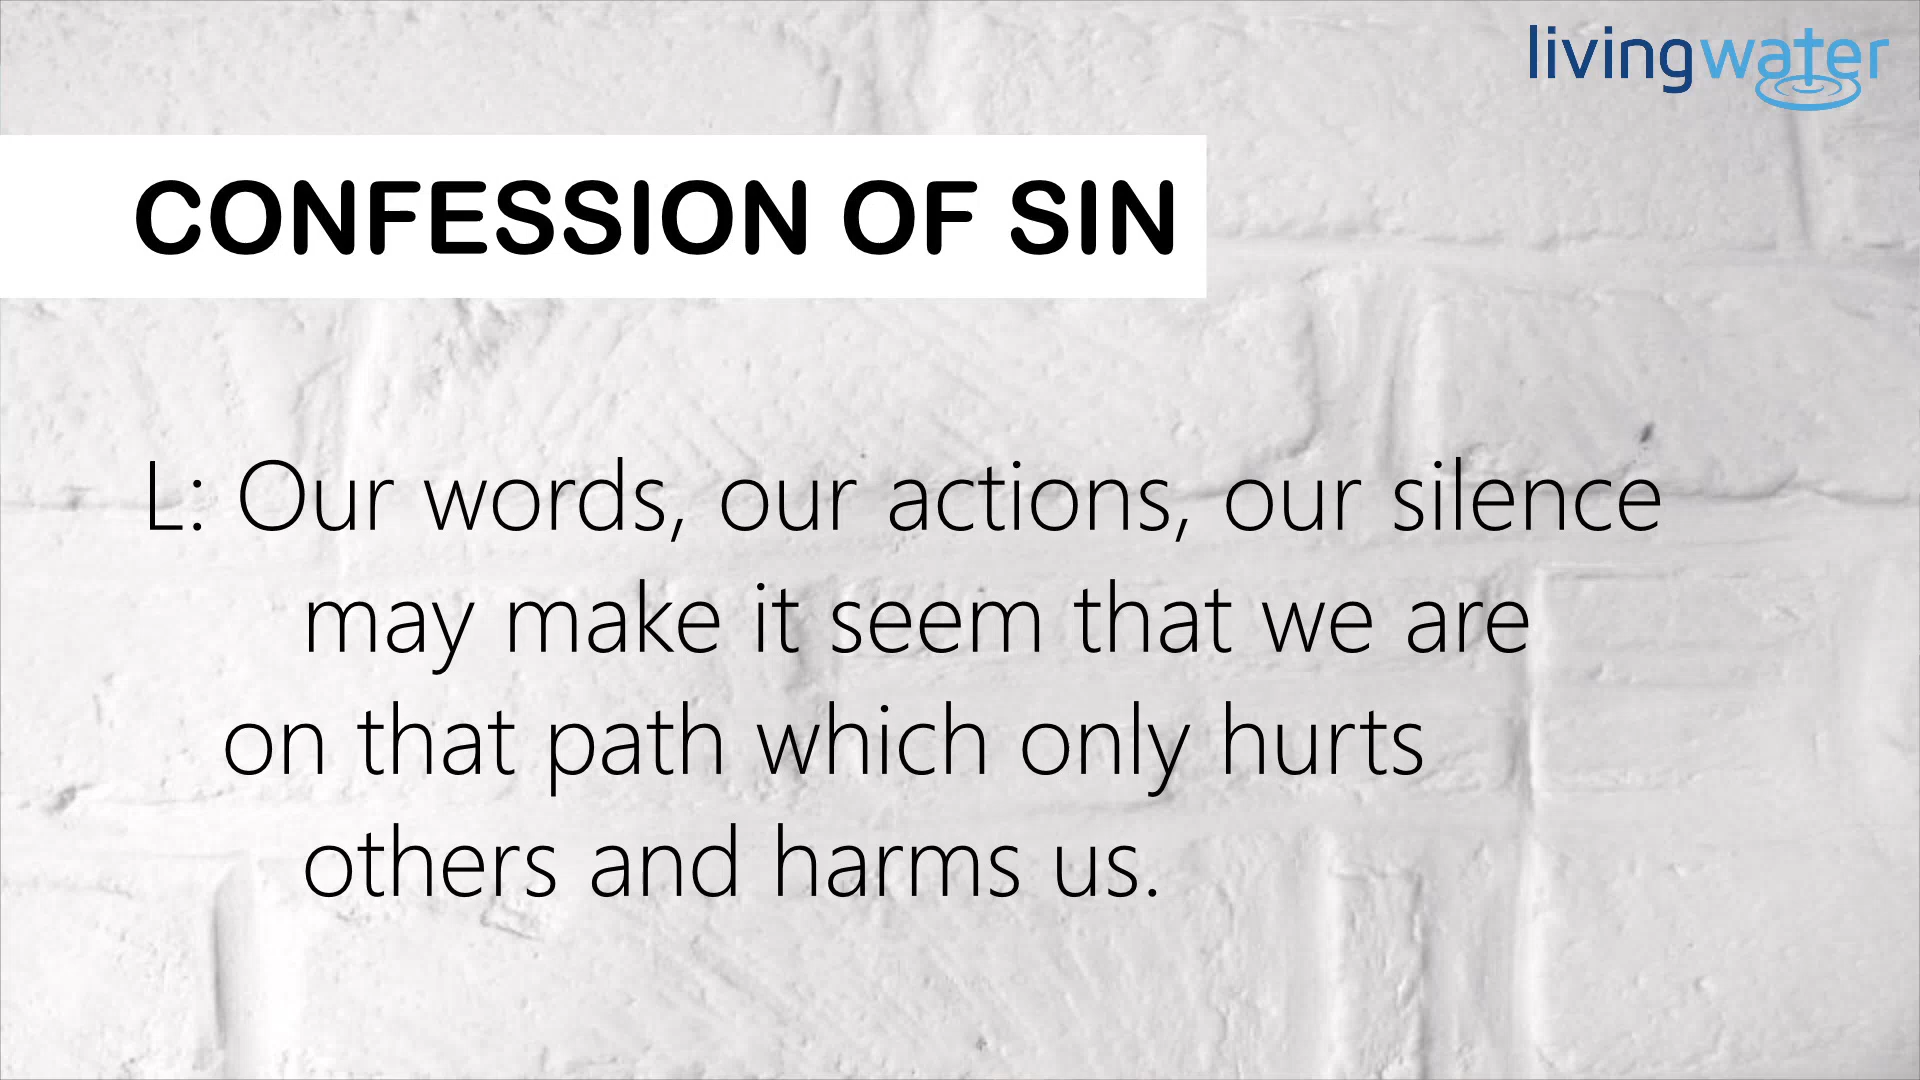 livingwater
CONFESSION OF SIN
L: Our words, our actions, our silence
may make it seem that we are
on that path which only hurts
others and harms us.